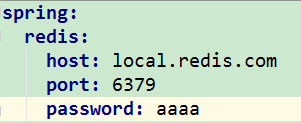 spring:
  redis:
    host: local.redis.com
    port: 6379
    password: aaaa